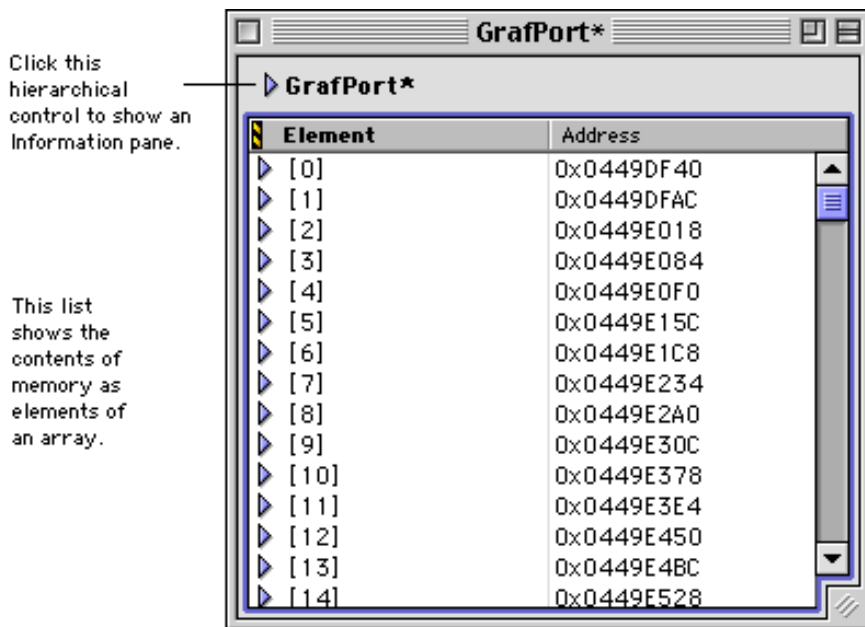 GrafPort*
Click this
hierarchical
control to show an
Information pane.
GrafPort*
Element Address
[0] 0x0449DF40
[1] 0x0449DFAC
[2] 0x0449E018
[3] 0x0449E084
[4] 0x0449E0F0
[5] 0x0449E15C
[6] 0x0449E1C8
[7] 0x0449E234
[8] 0x0449E2A0
[9] 0x0449E30C
[10] 0x0449E378
[11] 0x0449E3E4
[12] 0x0449E450
[13] 0x0449E4BC
[14] 0x0449E528
This list
shows the
contents of
memory as
elements of
an array.